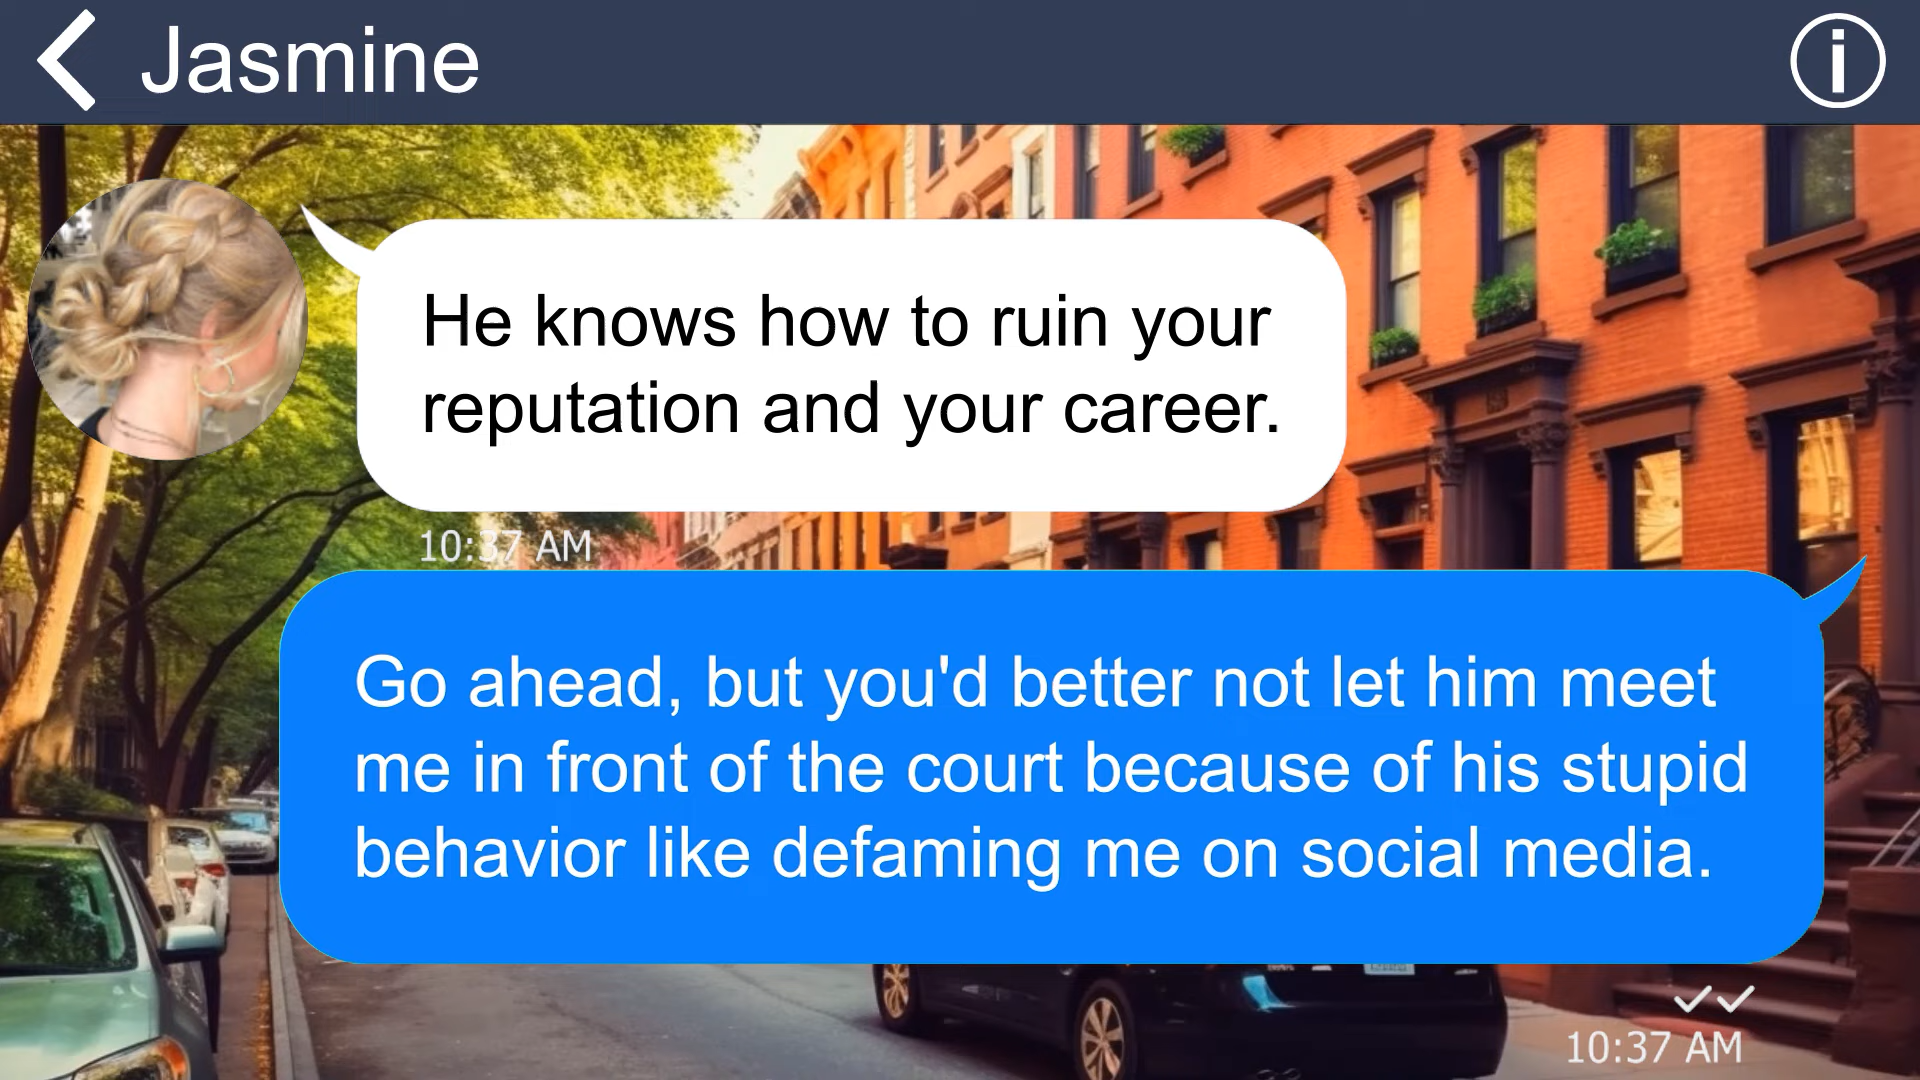 Jasmine
He knows how to ruin your
reputation and your career.
10:37 AM
Go ahead, but you'd better not let him meet
me in front of the court because of his stupid
behavior like defaming me on social media.
10:37 AM